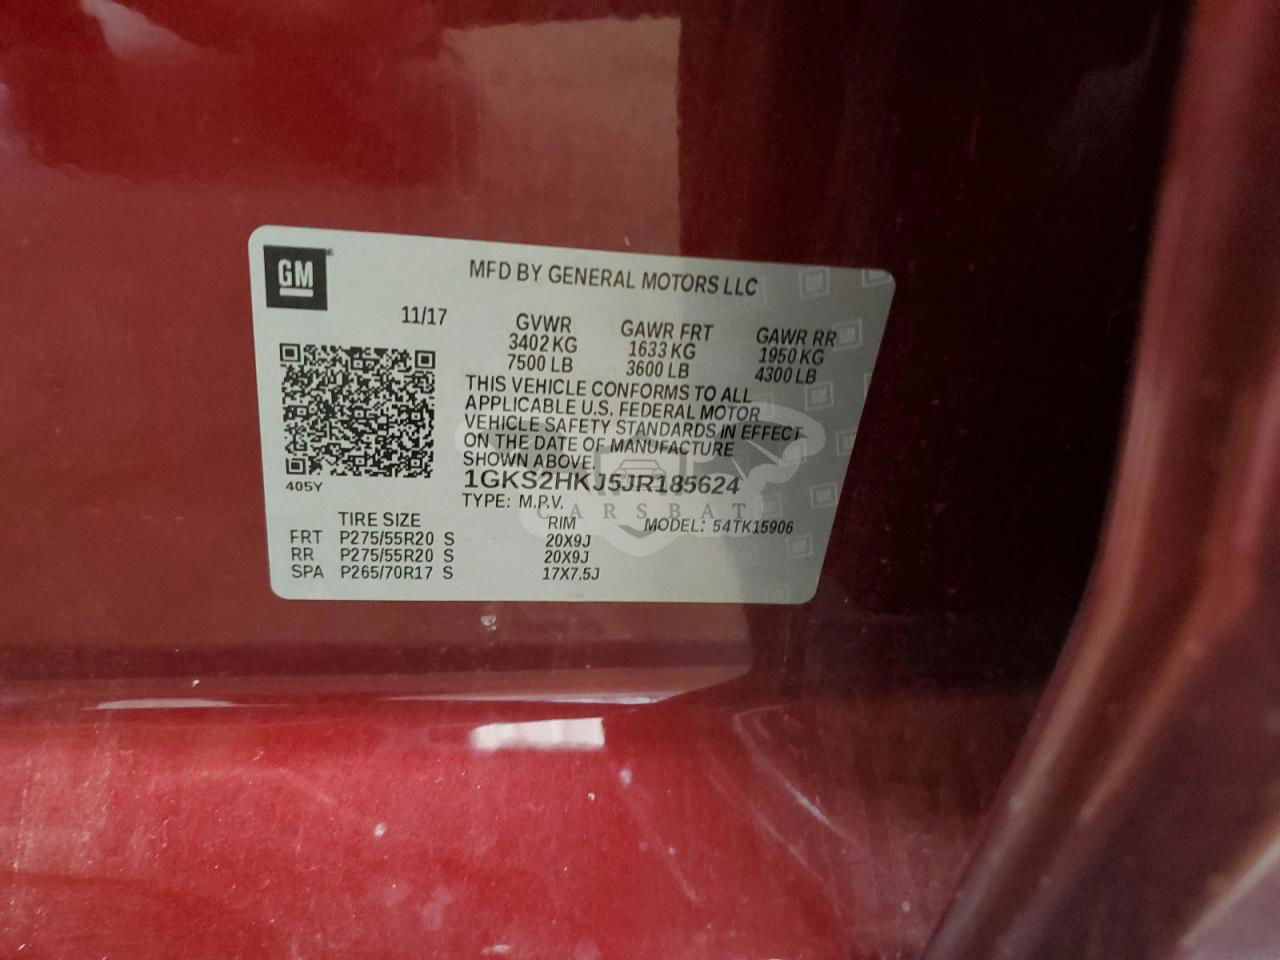 GM
MFD BY GENERAL MOTORS LLC
11/17
GVWR
3402 KG
7500 LB
GAWR FRT
1633 KG
3600 LB
GAWR RR
1950 KG
4300 LB
THIS VEHICLE CONFORMS TO ALL
APPLICABLE U.S. FEDERAL MOTOR
VEHICLE SAFETY STANDARDS IN EFFECT
ON THE DATE OF MANUFACTURE
SHOWN ABOVE.
405Y
1GKS2HKJ5JR185624
TYPE: M.P.V.
CARSBAT
MODEL: 54TK15906
TIRE SIZE RIM
FRT P275/55R20 S 20X9J
RR P275/55R20 S 20X9J
SPA P265/70R17 S 17X7.5J